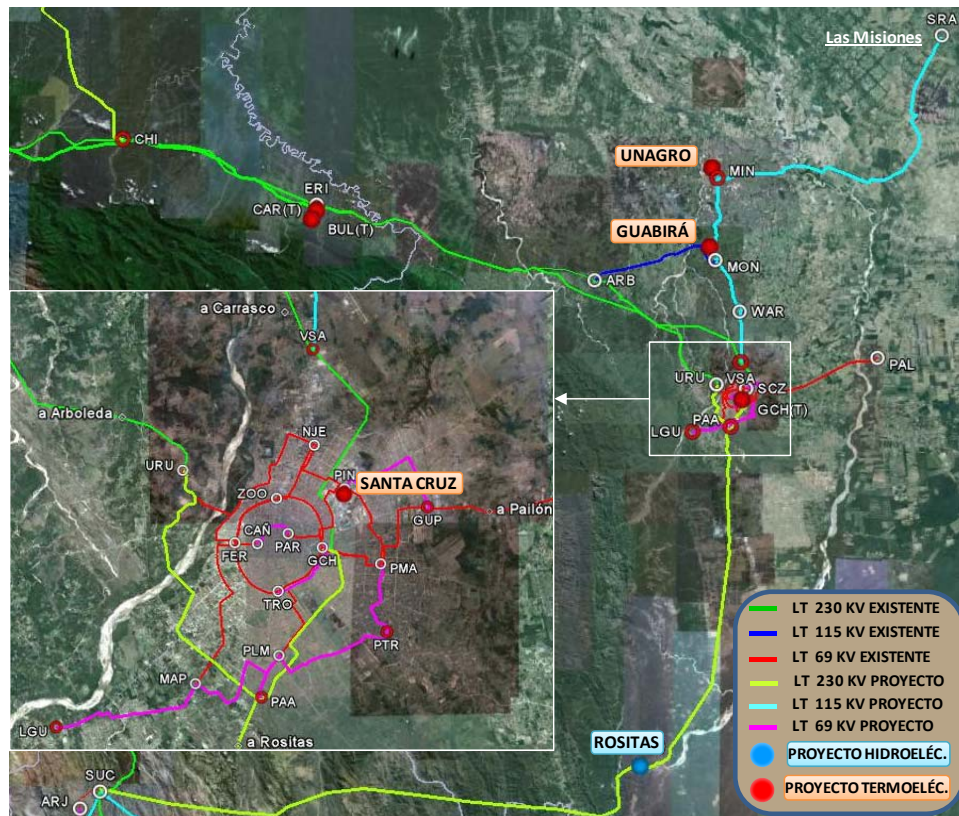 SRA
Las Misiones
CHI
UNAGRO
MIN
ERI
CAR(T)
BUL(T)
GUABIRÁ
MON
ARB
WAR
PAL
URU
VSA
SCZ
GCH(T)
PAA
LGU
a Carrasco
VSA
a Arboleda
NJE
URU
PIN
SANTA CRUZ
ZOO
GUP
a Pailón
CAÑ
FER
PAR
GCH
PMA
TRO
PTR
PLM
MAP
PAA
LGU
a Rositas
ROSITAS
SUC
ARJ
LT 230 KV EXISTENTE
LT 115 KV EXISTENTE
LT 69 KV EXISTENTE
LT 230 KV PROYECTO
LT 115 KV PROYECTO
LT 69 KV PROYECTO
PROYECTO HIDROELÉC.
PROYECTO TERMOELÉC.